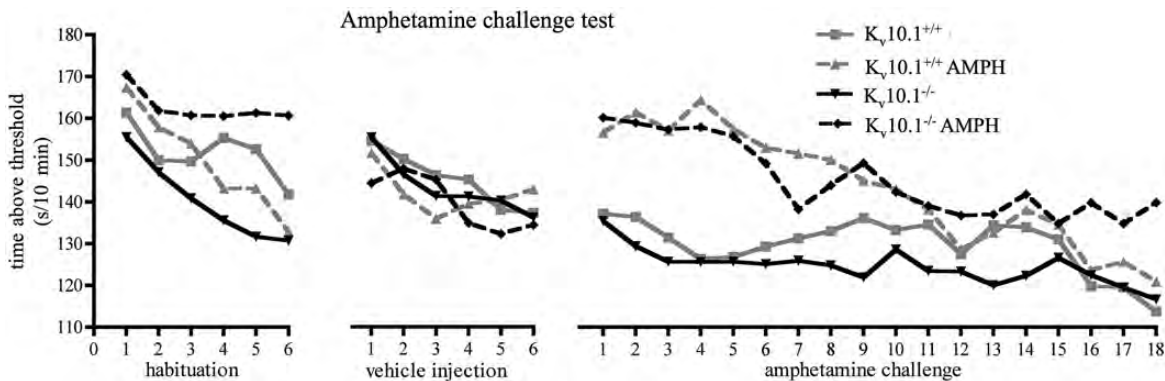 Amphetamine challenge test
Kv10.1+/+
Kv10.1+/+ AMPH
Kv10.1-/-
Kv10.1-/- AMPH
time above threshold
(s/10 min)
180
170
160
150
140
130
120
110
0 1 2 3 4 5 6
habituation
1 2 3 4 5 6
vehicle injection
1 2 3 4 5 6 7 8 9 10 11 12 13 14 15 16 17 18
amphetamine challenge